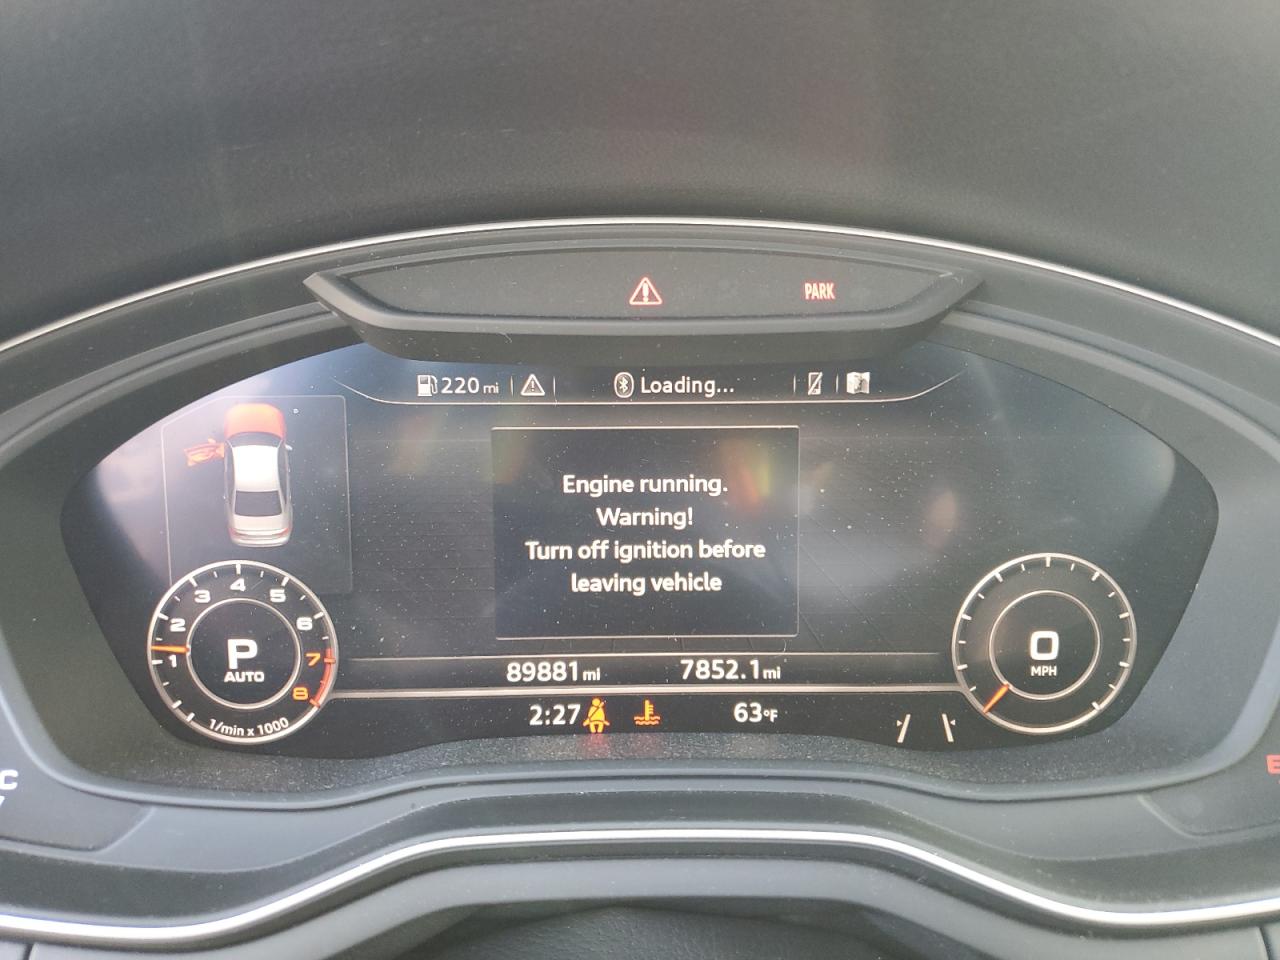 PARK
220 mi
Loading...
Engine running.
Warning!
Turn off ignition before
leaving vehicle
1 2 3 4 5 6 7 8
P
AUTO
1/min x 1000
0
MPH
89881 mi 7852.1 mi
2:27 63°F
C
E